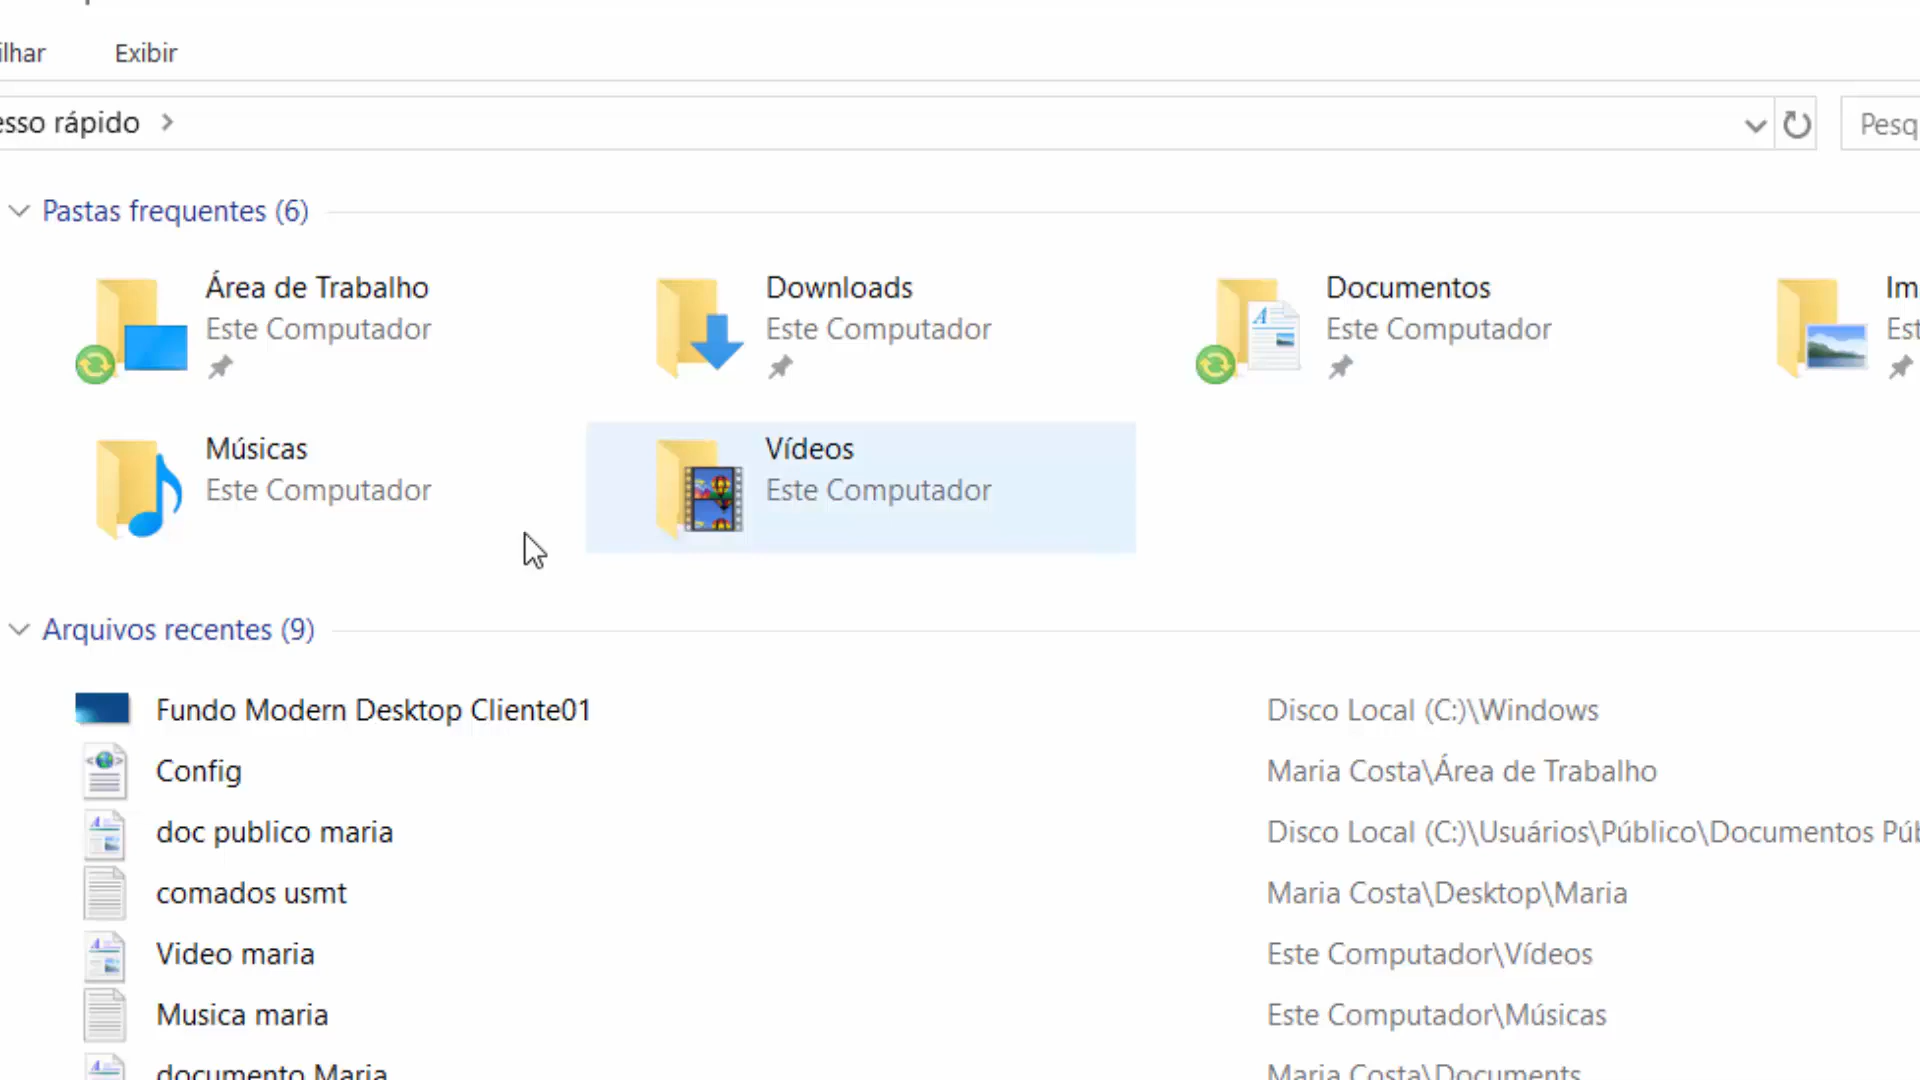 ilhar Exibir
esso rápido
Pesq
Pastas frequentes (6)
Área de Trabalho
Este Computador
Downloads
Este Computador
Documentos
Este Computador
Im
Est
Músicas
Este Computador
Vídeos
Este Computador
Arquivos recentes (9)
Fundo Modern Desktop Cliente01 Disco Local (C:)\Windows
Config Maria Costa\Área de Trabalho
doc publico maria Disco Local (C:)\Usuários\Público\Documentos Púb
comados usmt Maria Costa\Desktop\Maria
Video maria Este Computador\Vídeos
Musica maria Este Computador\Músicas
documento Maria Maria Costa\Documents